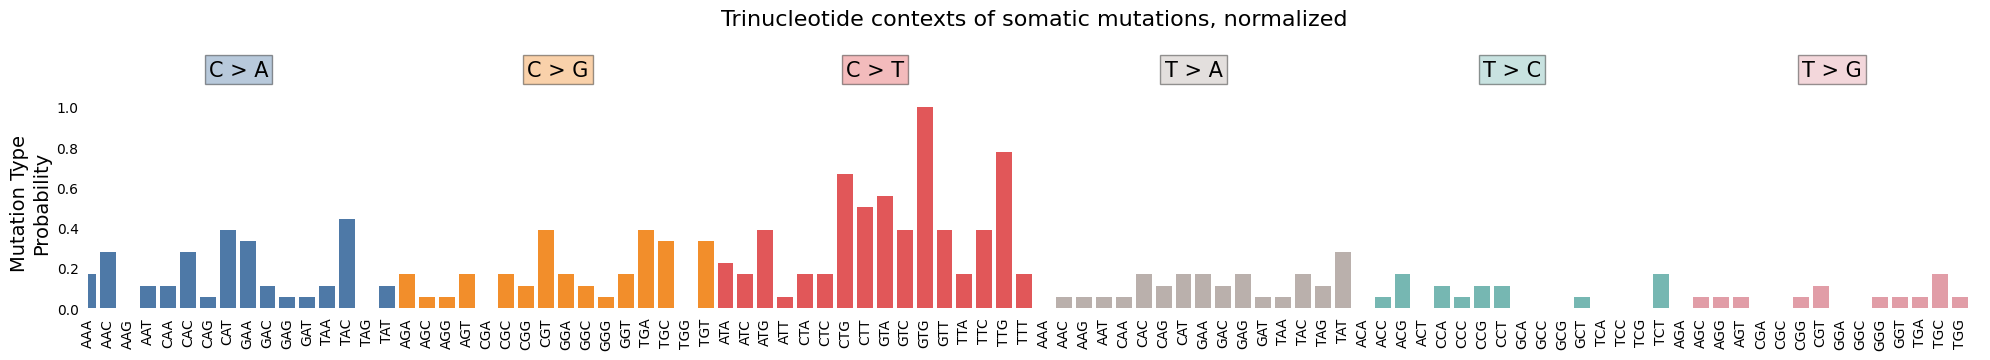 Trinucleotide contexts of somatic mutations, normalized
C > A
C > G
C > T
T > A
T > C
T > G
Mutation Type
Probability
1.0
0.8
0.6
0.4
0.2
0.0
AAA
AAC
AAG
AAT
CAA
CAC
CAG
CAT
GAA
GAC
GAG
GAT
TAA
TAC
TAG
TAT
AGA
AGC
AGG
AGT
CGA
CGC
CGG
CGT
GGA
GGC
GGG
GGT
TGA
TGC
TGG
TGT
ATA
ATC
ATG
ATT
CTA
CTC
CTG
CTT
GTA
GTC
GTG
GTT
TTA
TTC
TTG
TTT
AAA
AAC
AAG
AAT
CAA
CAC
CAG
CAT
GAA
GAC
GAG
GAT
TAA
TAC
TAG
TAT
ACA
ACC
ACG
ACT
CCA
CCC
CCG
CCT
GCA
GCC
GCG
GCT
TCA
TCC
TCG
TCT
AGA
AGC
AGG
AGT
CGA
CGC
CGG
CGT
GGA
GGC
GGG
GGT
TGA
TGC
TGG